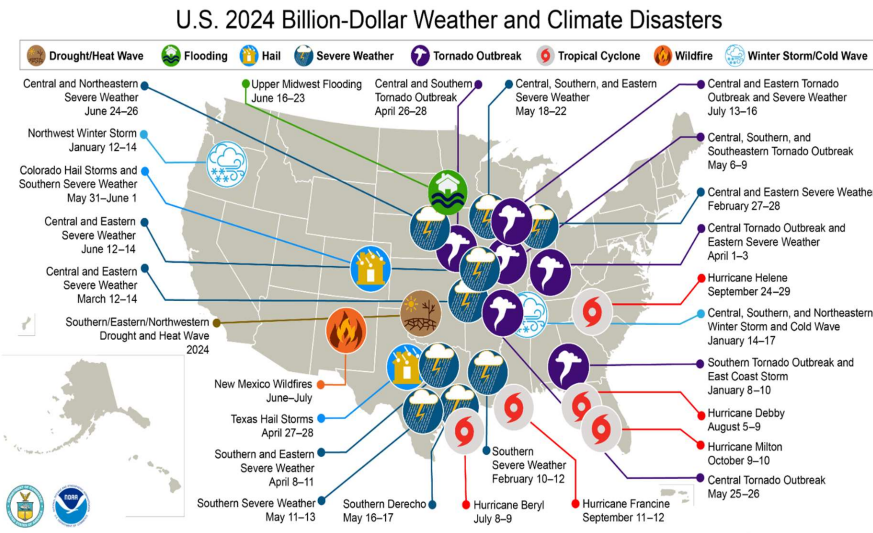 U.S. 2024 Billion-Dollar Weather and Climate Disasters
Drought/Heat Wave
Flooding
Hail
Severe Weather
Tornado Outbreak
Tropical Cyclone
Wildfire
Winter Storm/Cold Wave
Central and Northeastern
Severe Weather
June 24–26
Upper Midwest Flooding
June 16–23
Central and Southern
Tornado Outbreak
April 26–28
Central, Southern, and Eastern
Severe Weather
May 18–22
Central and Eastern Tornado
Outbreak and Severe Weather
July 13–16
Northwest Winter Storm
January 12–14
Central, Southern, and
Southeastern Tornado Outbreak
May 6–9
Colorado Hail Storms and
Southern Severe Weather
May 31–June 1
Central and Eastern Severe Weathe
February 27–28
Central and Eastern
Severe Weather
June 12–14
Central Tornado Outbreak and
Eastern Severe Weather
April 1–3
Central and Eastern
Severe Weather
March 12–14
Hurricane Helene
September 24–29
Southern/Eastern/Northwestern
Drought and Heat Wave
2024
Central, Southern, and Northeastern
Winter Storm and Cold Wave
January 14–17
New Mexico Wildfires
June–July
Southern Tornado Outbreak and
East Coast Storm
January 8–10
Texas Hail Storms
April 27–28
Hurricane Debby
August 5–9
Southern and Eastern
Severe Weather
April 8–11
Southern
Severe Weather
February 10–12
Hurricane Milton
October 9–10
Central Tornado Outbreak
May 25–26
Southern Severe Weather
May 11–13
Southern Derecho
May 16–17
Hurricane Beryl
July 8–9
Hurricane Francine
September 11–12
NOAA